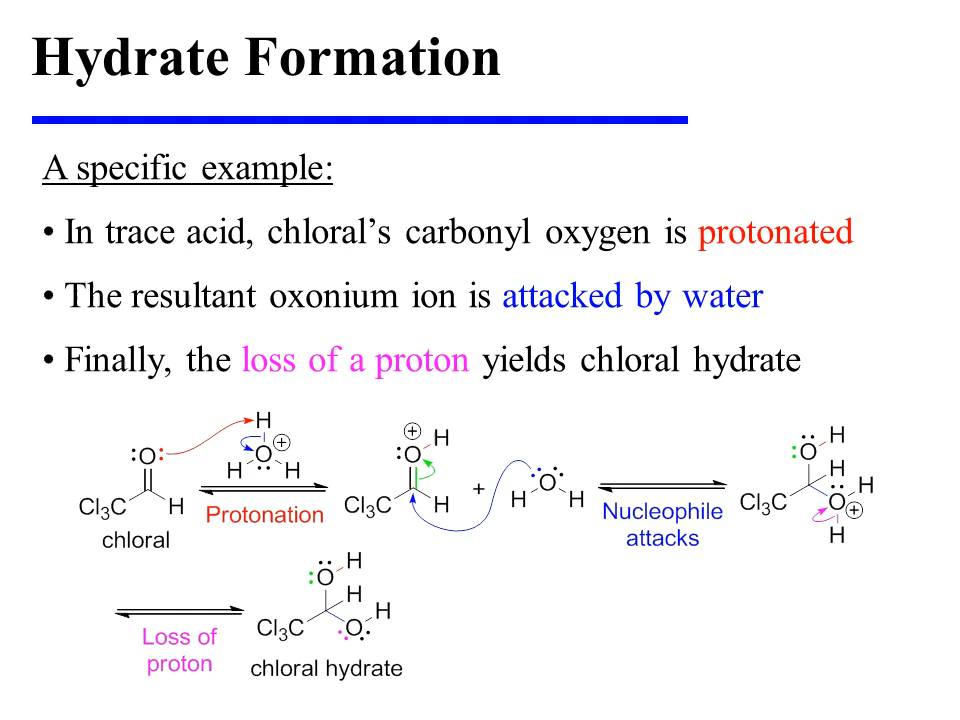 Hydrate Formation
A specific example:
• In trace acid, chloral’s carbonyl oxygen is protonated
• The resultant oxonium ion is attacked by water
• Finally, the loss of a proton yields chloral hydrate
H
O +
H H
O
Cl3C H
chloral
Protonation
+
O H
Cl3C H
+
O
H H
Nucleophile
attacks
O H
H
Cl3C O H
+
H
Loss of
proton
O H
H
Cl3C O H
chloral hydrate